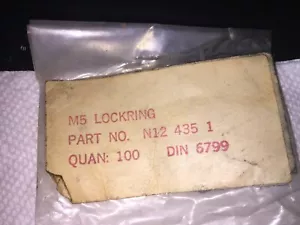 M5 LOCKRING
PART NO. N12 435 1
QUAN: 100 DIN 6799